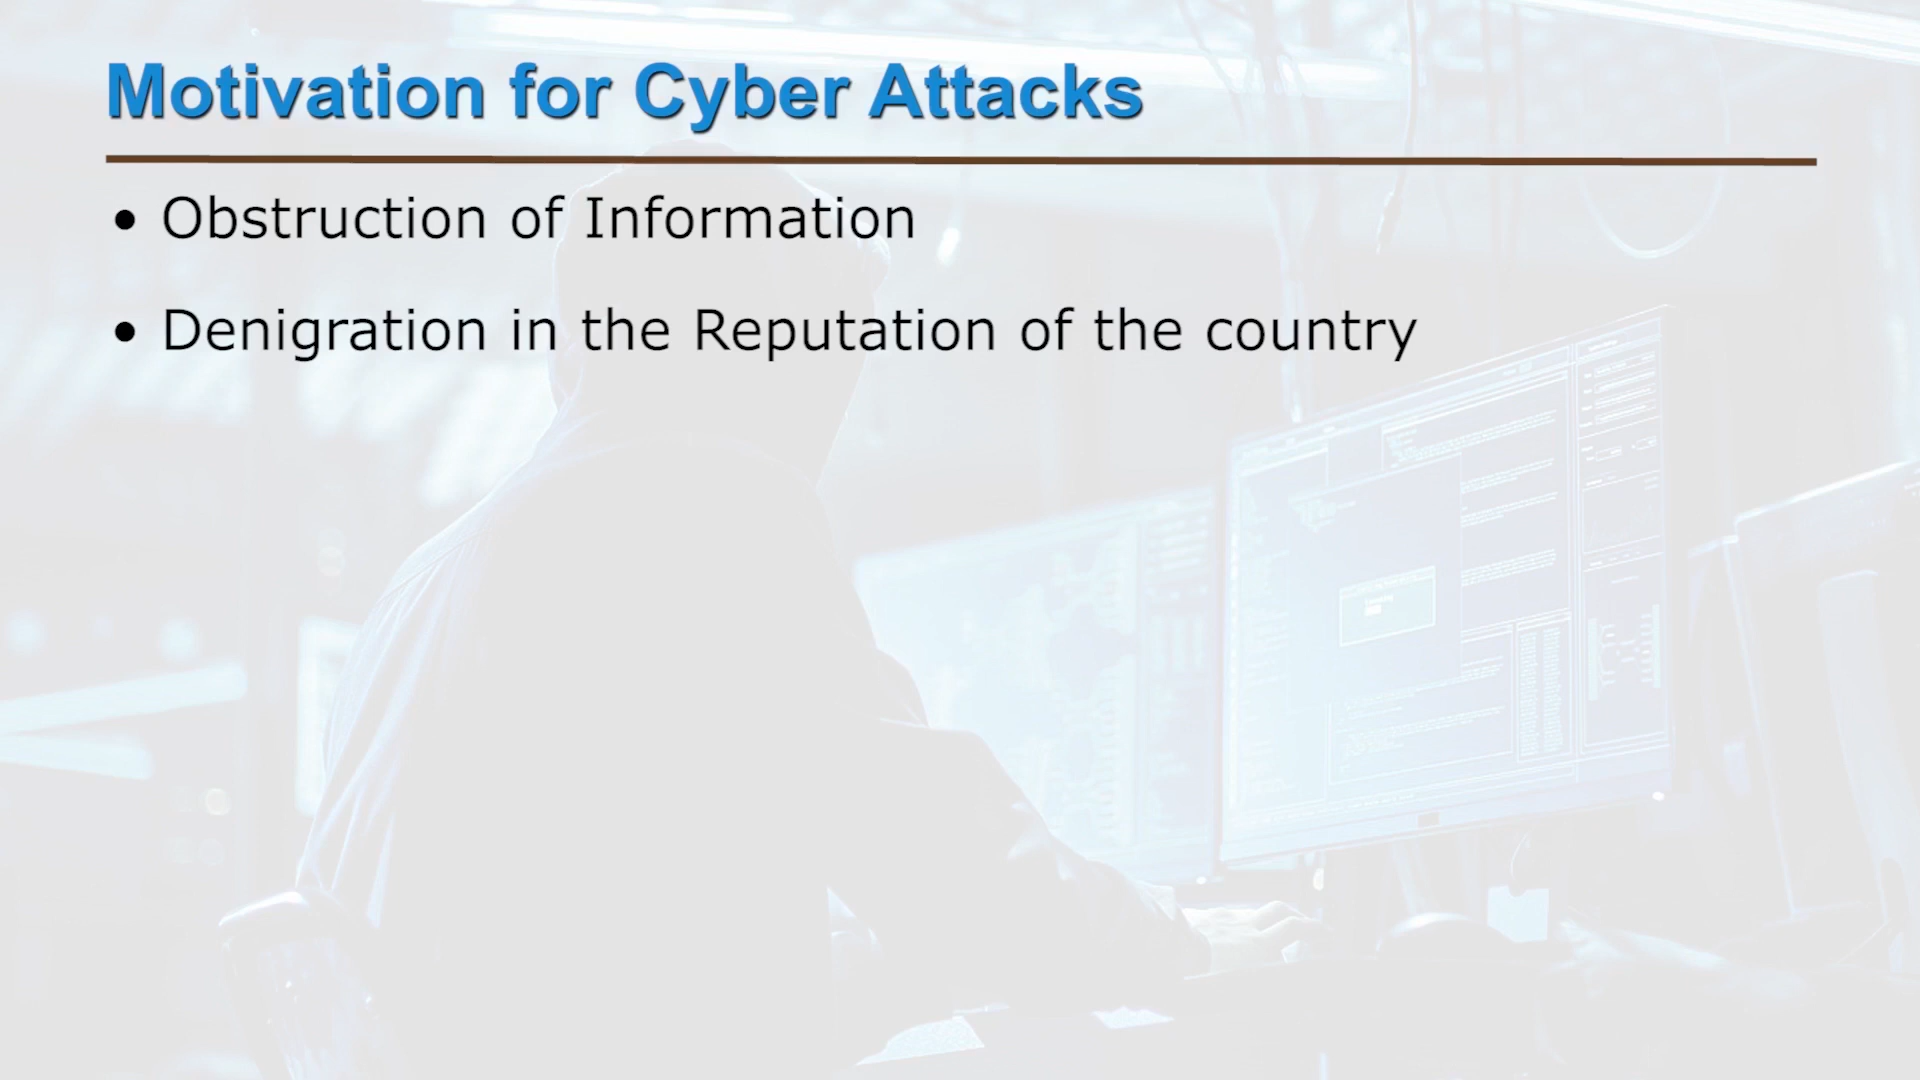 Motivation for Cyber Attacks
• Obstruction of Information
• Denigration in the Reputation of the country